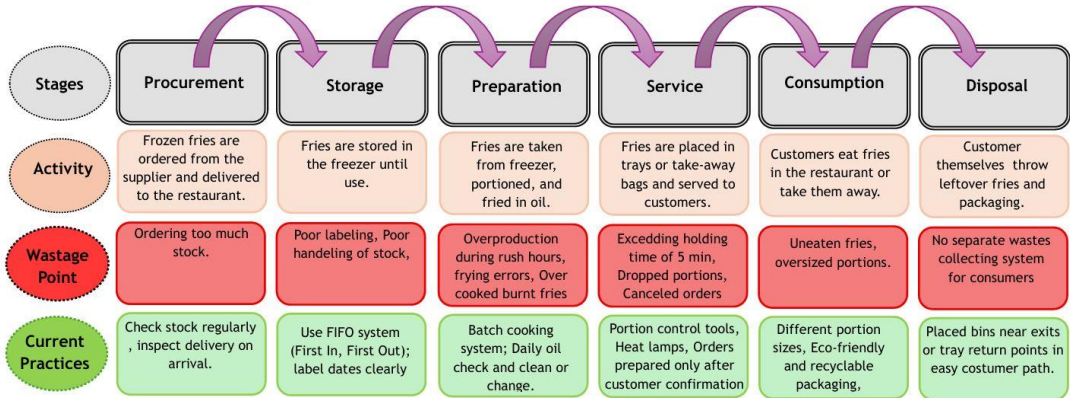 Stages
Procurement
Storage
Preparation
Service
Consumption
Disposal
Activity
Frozen fries are
ordered from the
supplier and delivered
to the restaurant.
Fries are stored in
the freezer until
use.
Fries are taken
from freezer,
portioned, and
fried in oil.
Fries are placed in
trays or take-away
bags and served to
customers.
Customers eat fries
in the restaurant or
take them away.
Customer
themselves throw
leftover fries and
packaging.
Wastage
Point
Ordering too much
stock.
Poor labeling, Poor
handeling of stock,
Overproduction
during rush hours,
frying errors, Over
cooked burnt fries
Excedding holding
time of 5 min,
Dropped portions,
Canceled orders
Uneaten fries,
oversized portions.
No separate wastes
collecting system
for consumers
Current
Practices
Check stock regularly
, inspect delivery on
arrival.
Use FIFO system
(First In, First Out);
label dates clearly
Batch cooking
system; Daily oil
check and clean or
change.
Portion control tools,
Heat lamps, Orders
prepared only after
customer confirmation
Different portion
sizes, Eco-friendly
and recyclable
packaging,
Placed bins near exits
or tray return points in
easy costumer path.